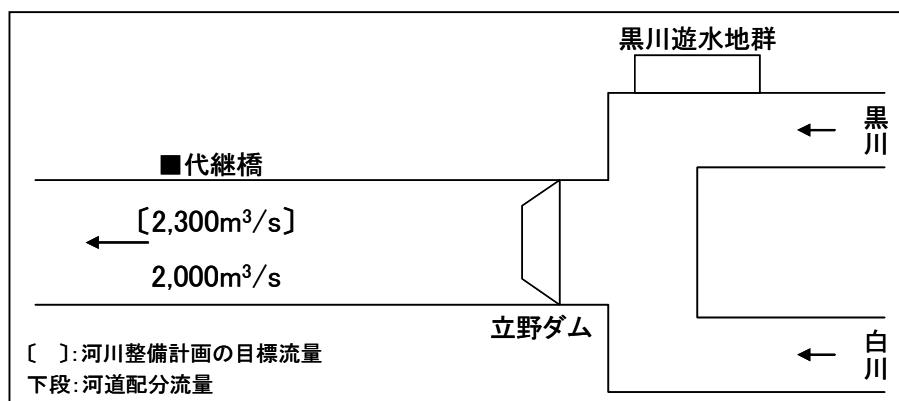 黒川遊水地群
黒川
■代継橋
〔2,300m³/s〕
2,000m³/s
立野ダム
白川
〔 〕:河川整備計画の目標流量
下段:河道配分流量